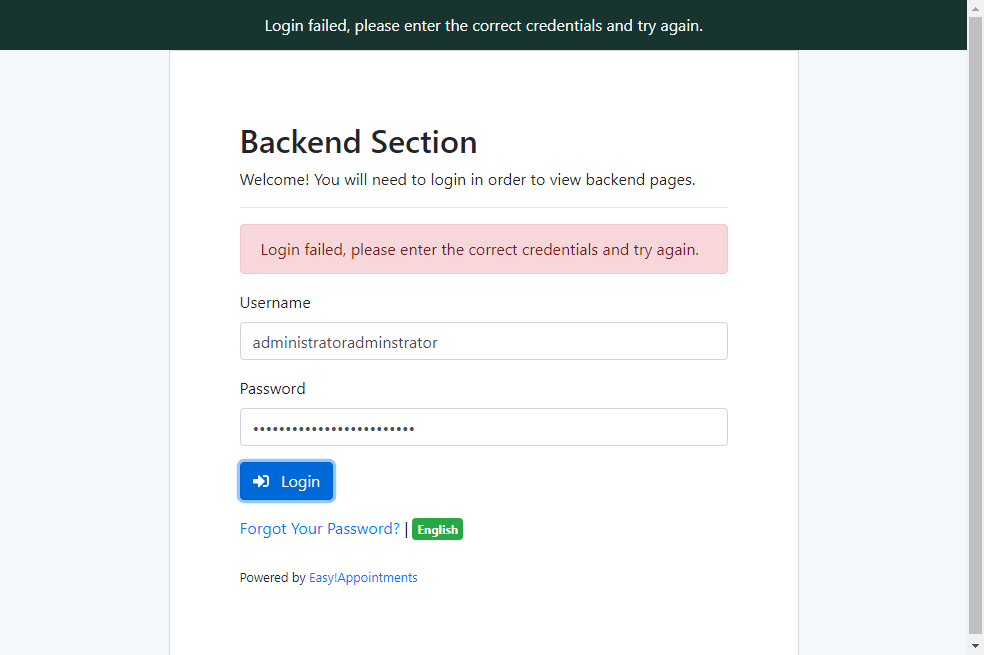 Login failed, please enter the correct credentials and try again.
Backend Section
Welcome! You will need to login in order to view backend pages.
Login failed, please enter the correct credentials and try again.
Username
administratoradminstrator
Password
•••••••••••••••••••••••••
Login
Forgot Your Password? | English
Powered by Easy!Appointments